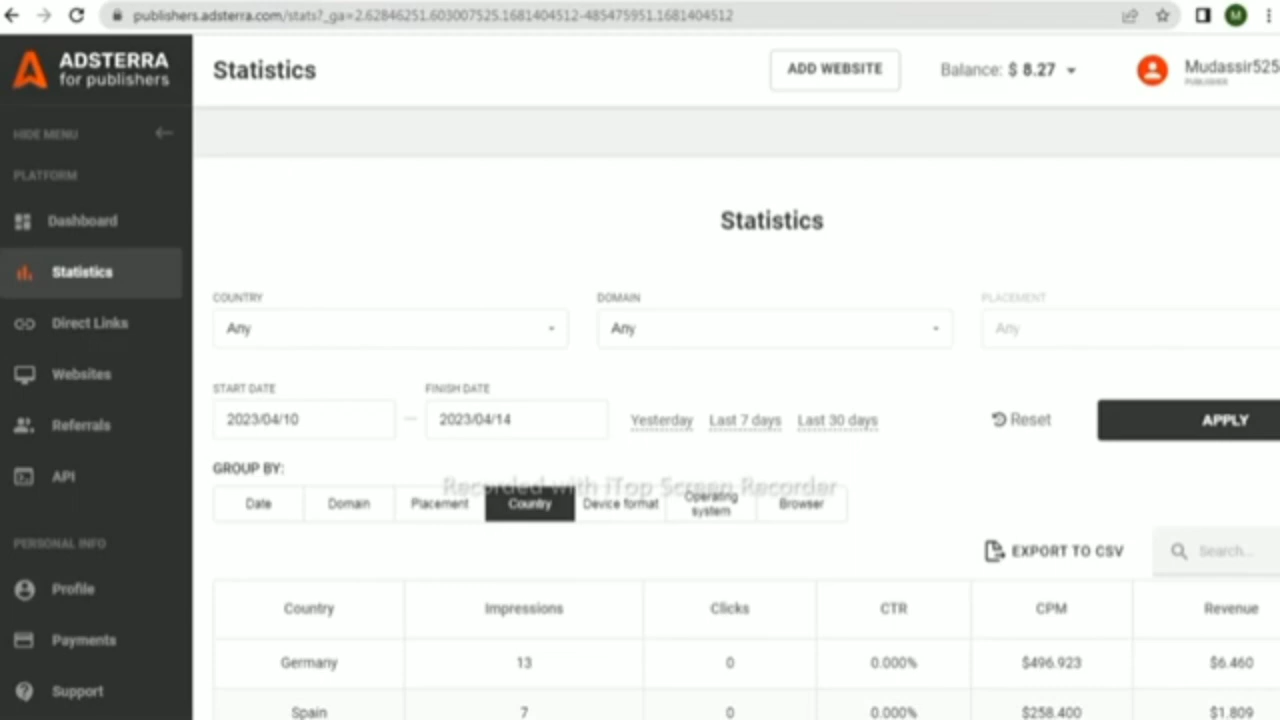 publishers.adsterra.com/stats?_ga=2.62846251.603007525.1681404512-485475951.1681404512
M
ADSTERRA
for publishers
Statistics
ADD WEBSITE
Balance: $ 8.27
Mudassir525
PUBLISHER
HIDE MENU
PLATFORM
Dashboard
Statistics
Direct Links
Websites
Referrals
API
PERSONAL INFO
Profile
Payments
Support
Statistics
COUNTRY DOMAIN PLACEMENT
Any Any Any
START DATE FINISH DATE
2023/04/10 — 2023/04/14 Yesterday Last 7 days Last 30 days Reset APPLY
GROUP BY:
Recorded with iTop Screen Recorder
Date Domain Placement Country Device format Operating system Browser
EXPORT TO CSV Search...
Country Impressions Clicks CTR CPM Revenue
Germany 13 0 0.000% $496.923 $6.460
Spain 7 0 0.000% $258.400 $1.809